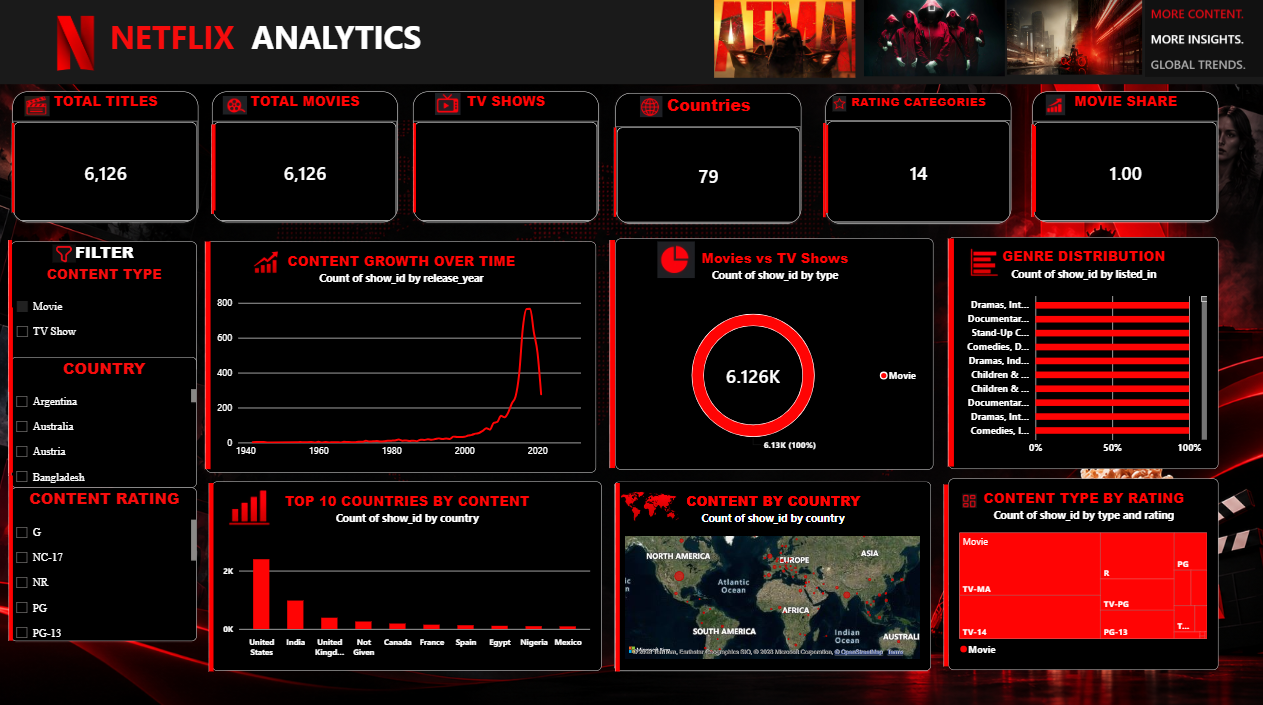 NETFLIX ANALYTICS
ATMA
MORE CONTENT.
MORE INSIGHTS.
GLOBAL TRENDS.
TOTAL TITLES
6,126
TOTAL MOVIES
6,126
TV SHOWS
Countries
79
RATING CATEGORIES
14
MOVIE SHARE
1.00
FILTER
CONTENT TYPE
Movie
TV Show
COUNTRY
Argentina
Australia
Austria
Bangladesh
CONTENT RATING
G
NC-17
NR
PG
PG-13
CONTENT GROWTH OVER TIME
Count of show_id by release_year
800
600
400
200
0
1940 1960 1980 2000 2020
Movies vs TV Shows
Count of show_id by type
6.126K
Movie
6.13K (100%)
GENRE DISTRIBUTION
Count of show_id by listed_in
Dramas, Int...
Documentar...
Stand-Up C...
Comedies, D...
Dramas, Ind...
Children & ...
Children & ...
Documentar...
Dramas, Int...
Comedies, I...
0% 50% 100%
TOP 10 COUNTRIES BY CONTENT
Count of show_id by country
2K
0K
United States
India
United Kingd...
Not Given
Canada
France
Spain
Egypt
Nigeria
Mexico
CONTENT BY COUNTRY
Count of show_id by country
NORTH AMERICA
EUROPE
ASIA
Atlantic
Ocean
AFRICA
SOUTH AMERICA
Indian
Ocean
AUSTRALI
Earthstar Geographics SIO, © 2026 Microsoft Corporation, © OpenStreetMap Terms
CONTENT TYPE BY RATING
Count of show_id by type and rating
Movie
TV-MA
TV-14
R
TV-PG
PG-13
PG
T...
Movie